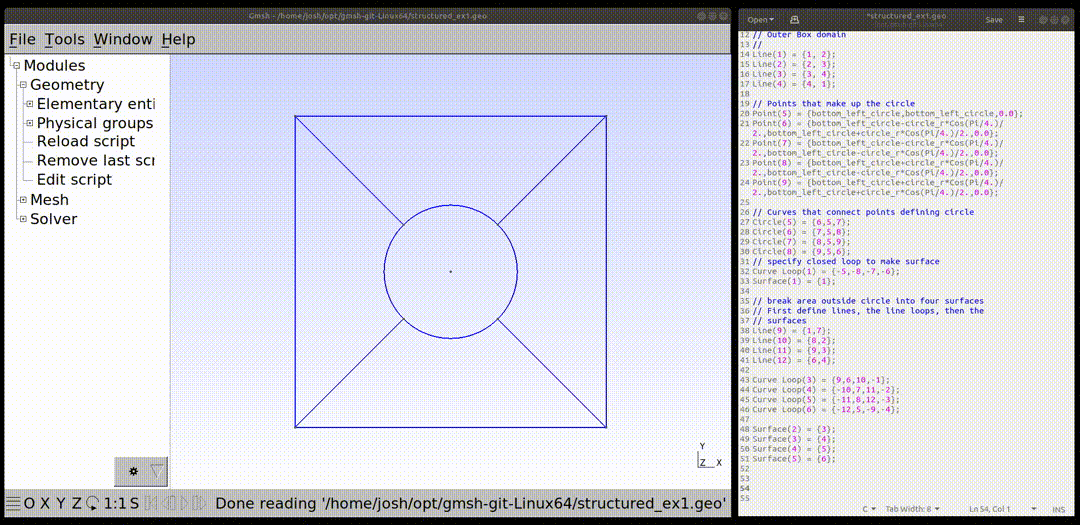 Gmsh - /home/josh/opt/gmsh-git-Linux64/structured_ex1.geo
File Tools Window Help
Modules
Geometry
Elementary enti
Physical groups
Reload script
Remove last scr
Edit script
Mesh
Solver
Y
Z X
O X Y Z 1:1 S Done reading '/home/josh/opt/gmsh-git-Linux64/structured_ex1.geo'
Open *structured_ex1.geo Save
12 // Outer Box domain
13 //
14 Line(1) = {1, 2};
15 Line(2) = {2, 3};
16 Line(3) = {3, 4};
17 Line(4) = {4, 1};
18
19 // Points that make up the circle
20 Point(5) = {bottom_left_circle,bottom_left_circle,0.0};
21 Point(6) = {bottom_left_circle-circle_r*Cos(Pi/4.)/
2.,bottom_left_circle+circle_r*Cos(Pi/4.)/2.,0.0};
22 Point(7) = {bottom_left_circle-circle_r*Cos(Pi/4.)/
2.,bottom_left_circle-circle_r*Cos(Pi/4.)/2.,0.0};
23 Point(8) = {bottom_left_circle+circle_r*Cos(Pi/4.)/
2.,bottom_left_circle-circle_r*Cos(Pi/4.)/2.,0.0};
24 Point(9) = {bottom_left_circle+circle_r*Cos(Pi/4.)/
2.,bottom_left_circle+circle_r*Cos(Pi/4.)/2.,0.0};
25
26 // Curves that connect points defining circle
27 Circle(5) = {6,5,7};
28 Circle(6) = {7,5,8};
29 Circle(7) = {8,5,9};
30 Circle(8) = {9,5,6};
31 // specify closed loop to make surface
32 Curve Loop(1) = {-5,-8,-7,-6};
33 Surface(1) = {1};
34
35 // break area outside circle into four surfaces
36 // First define lines, the line loops, then the
37 // surfaces
38 Line(9) = {1,7};
39 Line(10) = {8,2};
40 Line(11) = {9,3};
41 Line(12) = {6,4};
42
43 Curve Loop(3) = {9,6,10,-1};
44 Curve Loop(4) = {-10,7,11,-2};
45 Curve Loop(5) = {-11,8,12,-3};
46 Curve Loop(6) = {-12,5,-9,-4};
47
48 Surface(2) = {3};
49 Surface(3) = {4};
50 Surface(4) = {5};
51 Surface(5) = {6};
52
53
54
55
C Tab Width: 8 Ln 54, Col 1 INS